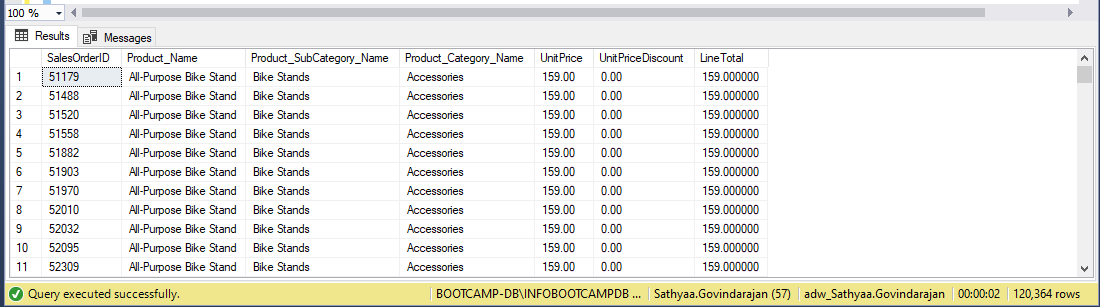 100 %
Results Messages
SalesOrderID Product_Name Product_SubCategory_Name Product_Category_Name UnitPrice UnitPriceDiscount LineTotal
1 51179 All-Purpose Bike Stand Bike Stands Accessories 159.00 0.00 159.000000
2 51488 All-Purpose Bike Stand Bike Stands Accessories 159.00 0.00 159.000000
3 51520 All-Purpose Bike Stand Bike Stands Accessories 159.00 0.00 159.000000
4 51558 All-Purpose Bike Stand Bike Stands Accessories 159.00 0.00 159.000000
5 51882 All-Purpose Bike Stand Bike Stands Accessories 159.00 0.00 159.000000
6 51903 All-Purpose Bike Stand Bike Stands Accessories 159.00 0.00 159.000000
7 51970 All-Purpose Bike Stand Bike Stands Accessories 159.00 0.00 159.000000
8 52010 All-Purpose Bike Stand Bike Stands Accessories 159.00 0.00 159.000000
9 52032 All-Purpose Bike Stand Bike Stands Accessories 159.00 0.00 159.000000
10 52095 All-Purpose Bike Stand Bike Stands Accessories 159.00 0.00 159.000000
11 52309 All-Purpose Bike Stand Bike Stands Accessories 159.00 0.00 159.000000
Query executed successfully. BOOTCAMP-DB\INFOBOOTCAMPDB ... Sathyaa.Govindarajan (57) adw_Sathyaa.Govindarajan 00:00:02 120,364 rows